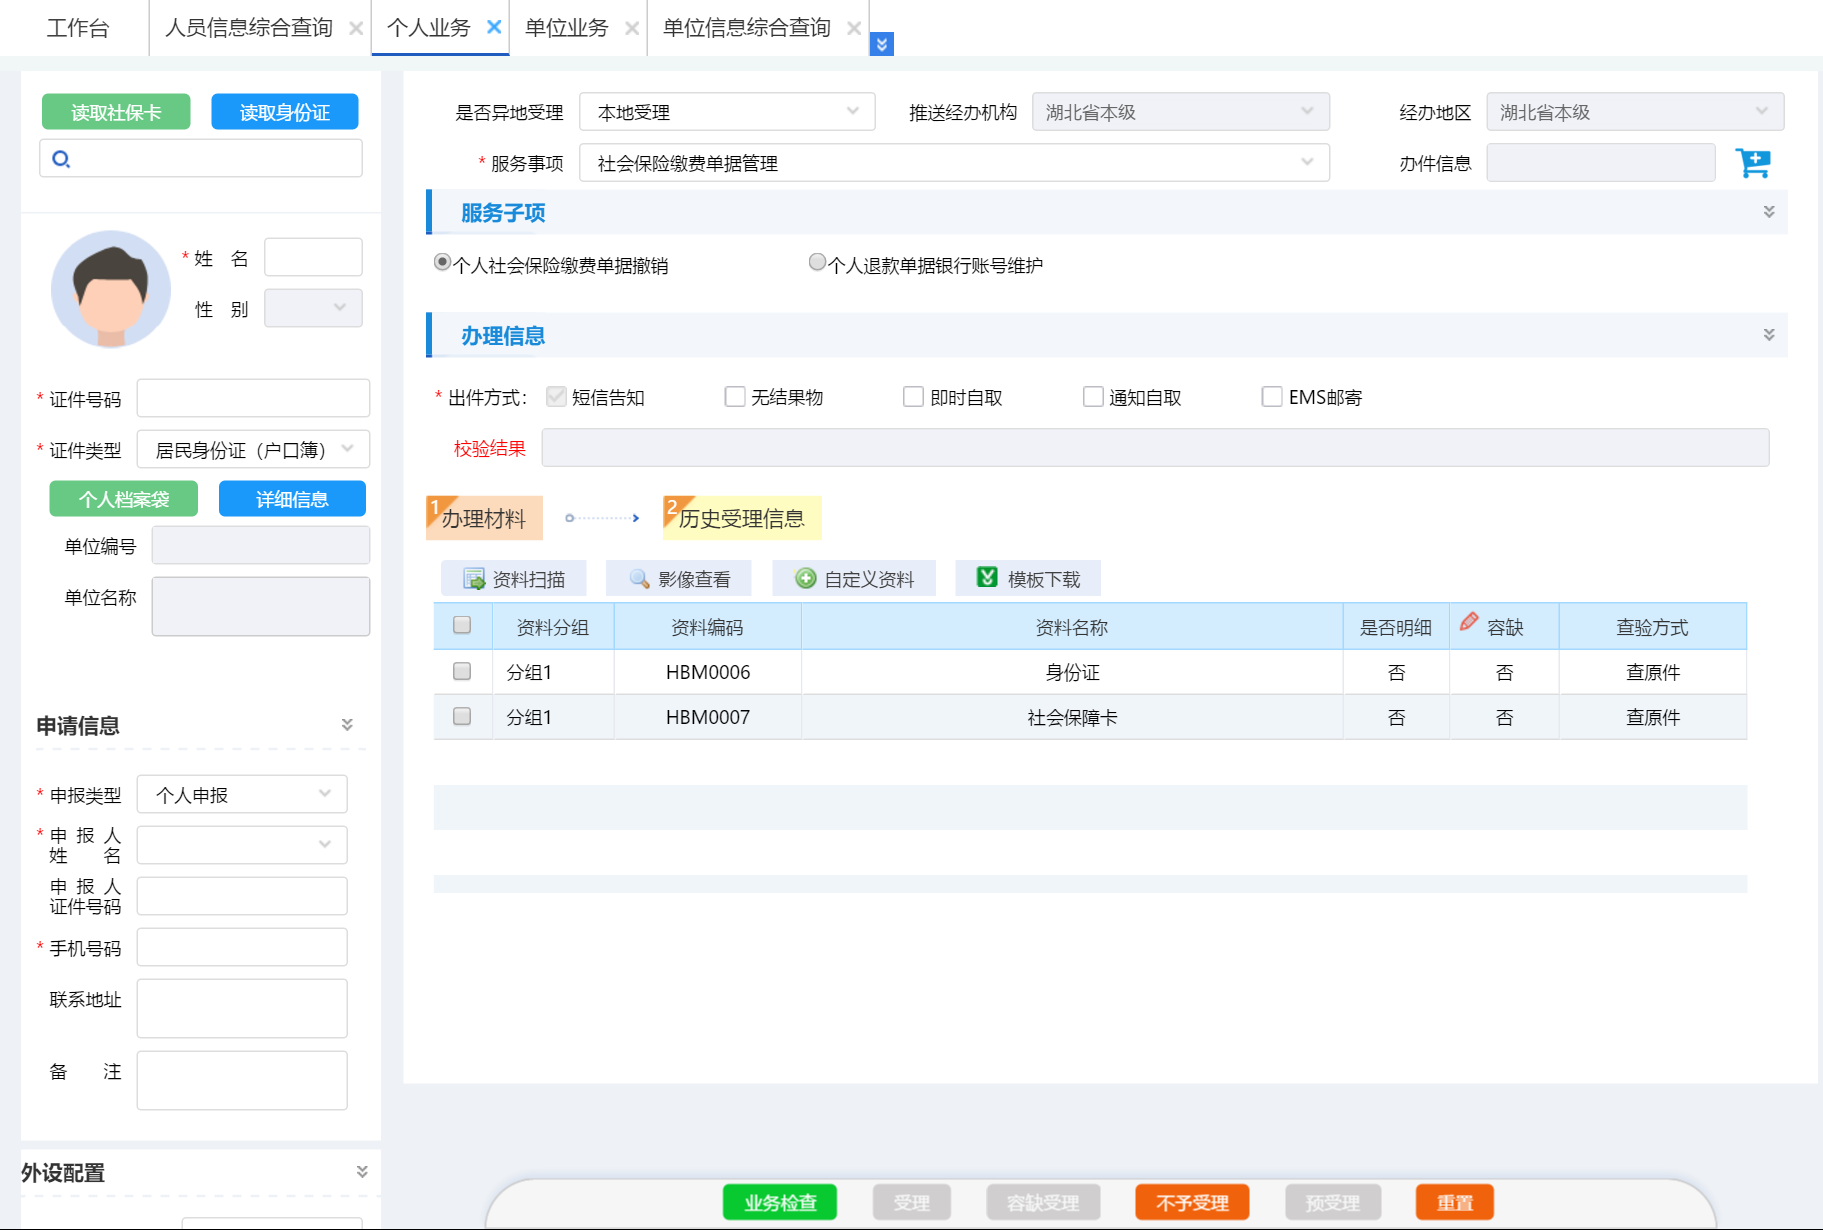 工作台 人员信息综合查询 个人业务 单位业务 单位信息综合查询
读取社保卡 读取身份证
* 姓 名
性 别
* 证件号码
* 证件类型 居民身份证（户口簿）
个人档案袋 详细信息
单位编号
单位名称
申请信息
* 申报类型 个人申报
* 申 报 人
姓 名
申 报 人
证件号码
* 手机号码
联系地址
备 注
外设配置
是否异地受理 本地受理 推送经办机构 湖北省本级 经办地区 湖北省本级
* 服务事项 社会保险缴费单据管理 办件信息
服务子项
个人社会保险缴费单据撤销 个人退款单据银行账号维护
办理信息
* 出件方式： 短信告知 无结果物 即时自取 通知自取 EMS邮寄
校验结果
1 办理材料 2 历史受理信息
资料扫描 影像查看 自定义资料 模板下载
资料分组 资料编码 资料名称 是否明细 容缺 查验方式
分组1 HBM0006 身份证 否 否 查原件
分组1 HBM0007 社会保障卡 否 否 查原件
业务检查 受理 容缺受理 不予受理 预受理 重置